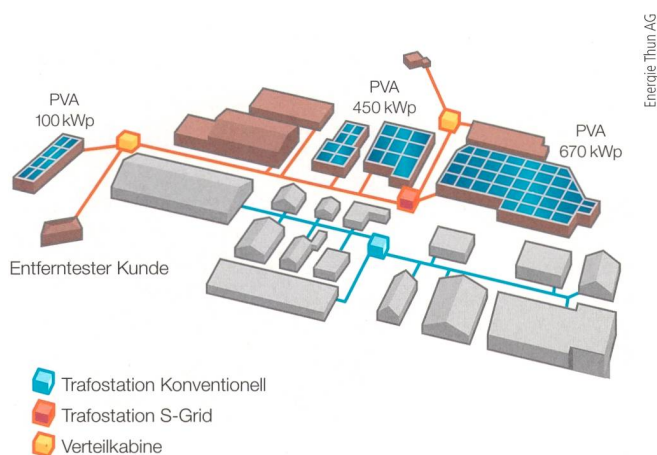 Energie Thun AG
PVA
100 kWp
PVA
450 kWp
PVA
670 kWp
Entferntester Kunde
Trafostation Konventionell
Trafostation S-Grid
Verteilkabine